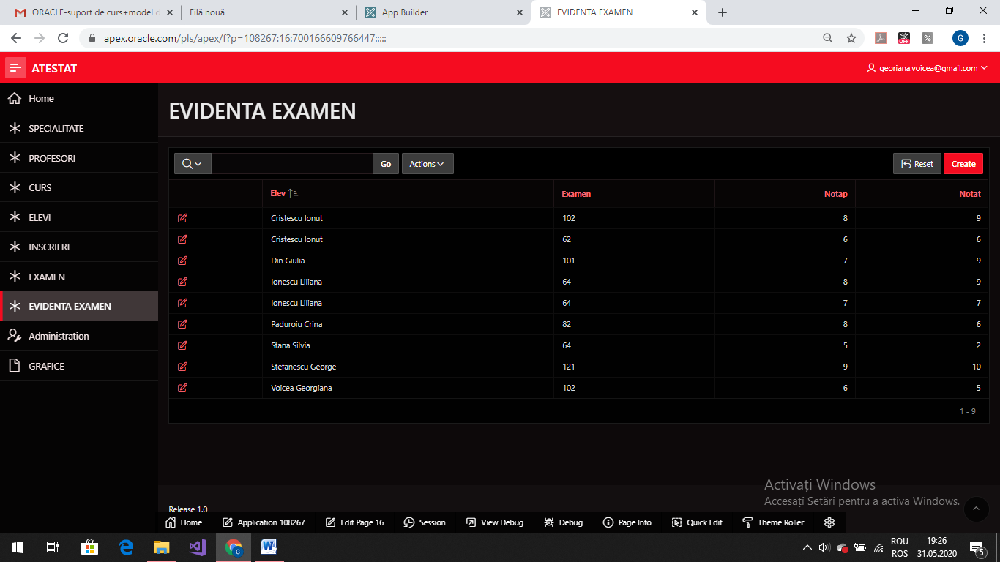 ORACLE-suport de curs+model d
Filă nouă
App Builder
EVIDENTA EXAMEN
apex.oracle.com/pls/apex/f?p=108267:16:700166609766447:::::
OFF
G
ATESTAT
georiana.voicea@gmail.com
Home
SPECIALITATE
PROFESORI
CURS
ELEVI
INSCRIERI
EXAMEN
EVIDENTA EXAMEN
Administration
GRAFICE
EVIDENTA EXAMEN
Go Actions Reset Create
Elev Examen Notap Notat
Cristescu Ionut 102 8 9
Cristescu Ionut 62 6 6
Din Giulia 101 7 9
Ionescu Liliana 64 8 9
Ionescu Liliana 64 7 7
Paduroiu Crina 82 8 6
Stana Silvia 64 5 2
Stefanescu George 121 9 10
Voicea Georgiana 102 6 5
1 - 9
Activați Windows
Accesați Setări pentru a activa Windows.
Release 1.0
Home Application 108267 Edit Page 16 Session View Debug Debug Page Info Quick Edit Theme Roller
G
ROU
ROS
19:26
31.05.2020
5